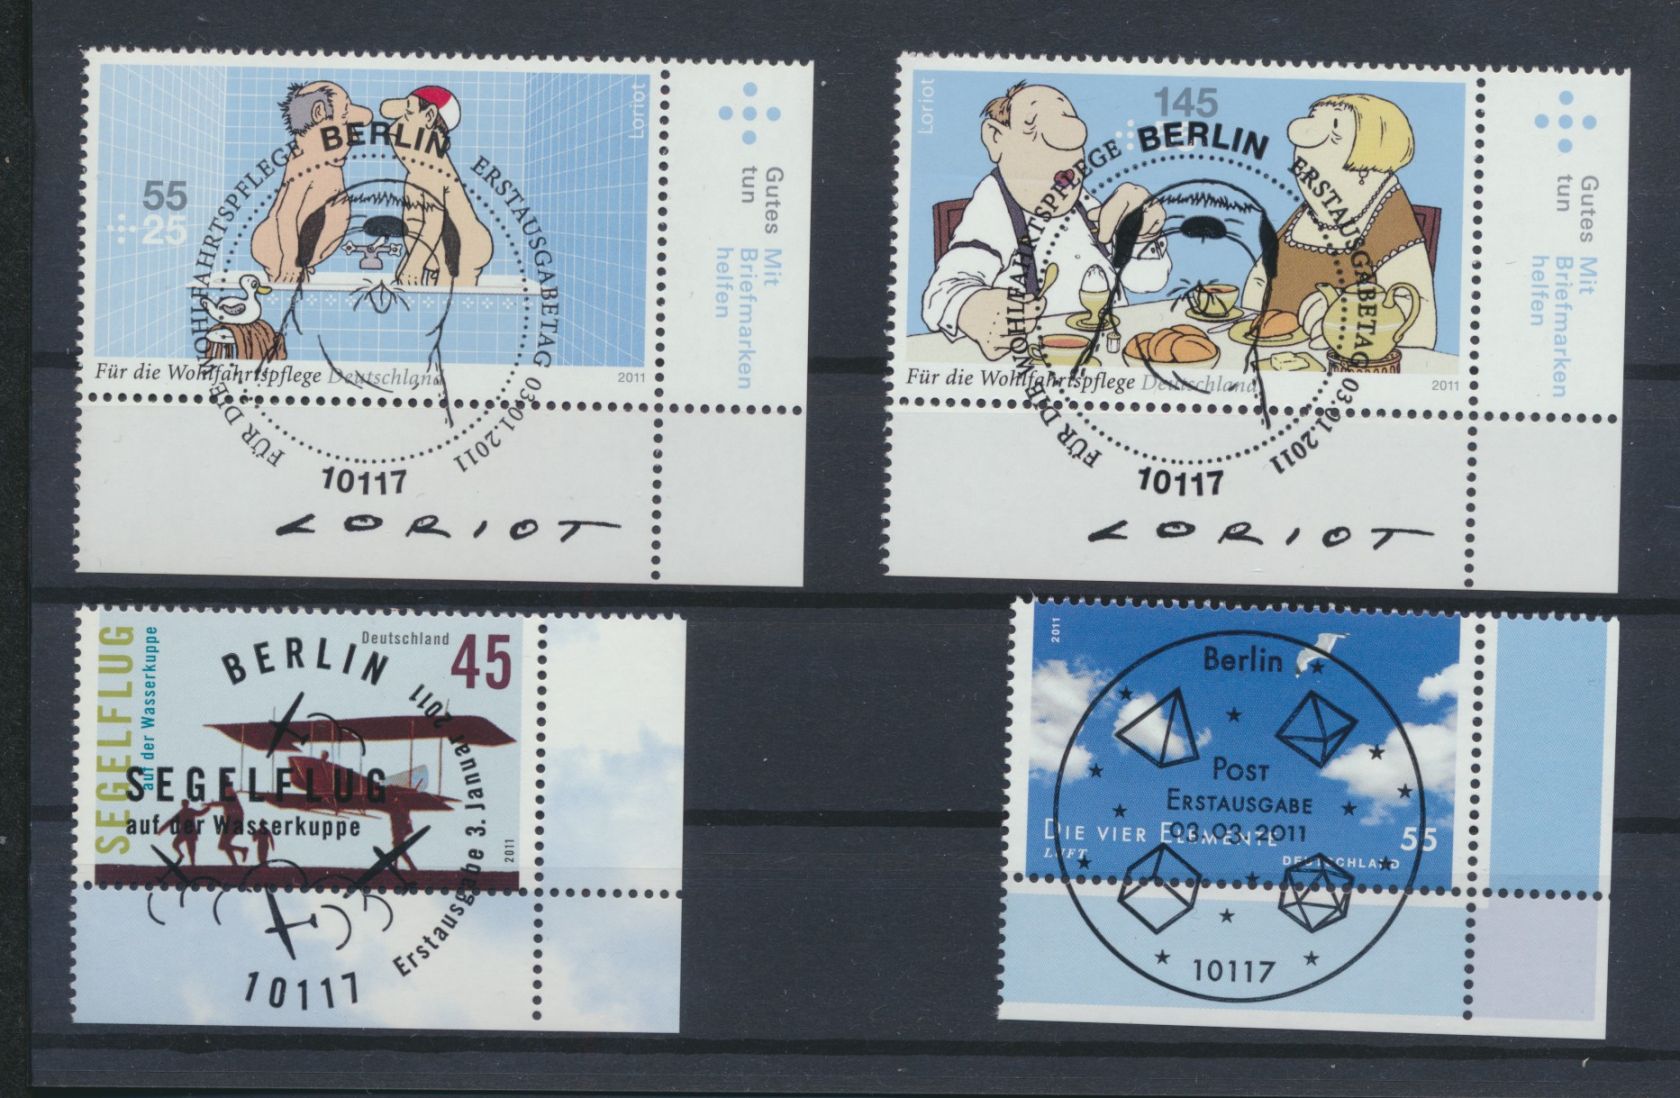 Loriot
BERLIN
FÜR DIE WOHLFAHRTSPFLEGE
ERSTAUSGABETAG 03.01.2011
55
25
Für die Wohlfahrtspflege Deutschland
2011
10117
LORIOT
Gutes
tun
Mit
Briefmarken
helfen
Loriot
145
BERLIN
FÜR DIE WOHLFAHRTSPFLEGE
ERSTAUSGABETAG 03.01.2011
Für die Wohlfahrtspflege Deutschland
2011
10117
LORIOT
Gutes
tun
Mit
Briefmarken
helfen
SEGELFLUG
auf der Wasserkuppe
Deutschland
45
BERLIN
SEGELFLUG
auf der Wasserkuppe
Erstausgabe 3. Januar 2011
2011
10117
2011
Berlin
POST
ERSTAUSGABE
03.03.2011
DIE VIER ELEMENTE
LUFT
55
DEUTSCHLAND
10117